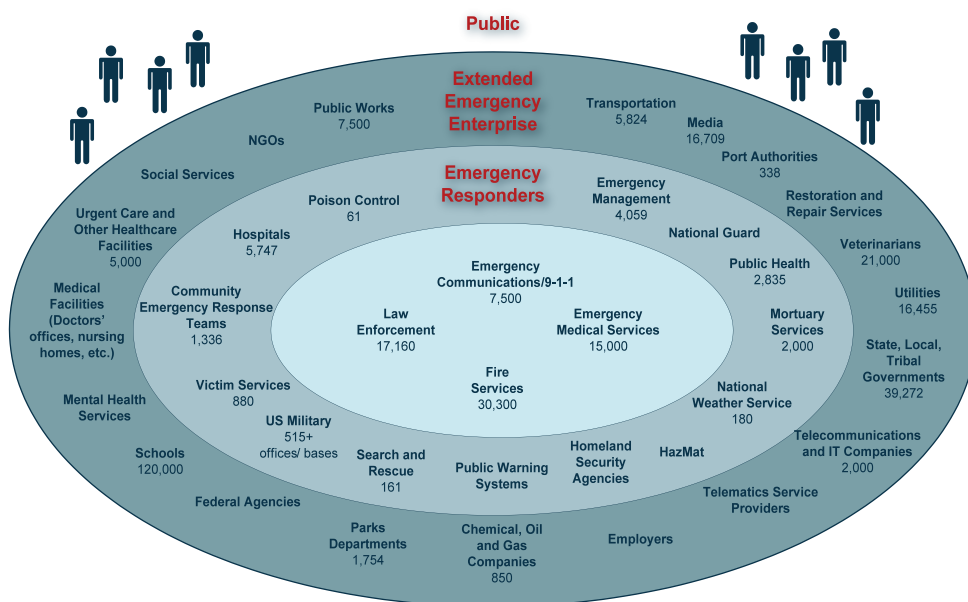 Public
Extended
Emergency
Enterprise
Public Works
7,500
Transportation
5,824
NGOs
Media
16,709
Social Services
Port Authorities
338
Restoration and
Repair Services
Urgent Care and
Other Healthcare
Facilities
5,000
Veterinarians
21,000
Medical
Facilities
(Doctors'
offices, nursing
homes, etc.)
Utilities
16,455
State, Local,
Tribal
Governments
39,272
Mental Health
Services
Telecommunications
and IT Companies
2,000
Schools
120,000
Telematics Service
Providers
Federal Agencies
Parks
Departments
1,754
Chemical, Oil
and Gas
Companies
850
Employers
Emergency
Responders
Poison Control
61
Emergency
Management
4,059
Hospitals
5,747
National Guard
Public Health
2,835
Community
Emergency Response
Teams
1,336
Mortuary
Services
2,000
Victim Services
880
National
Weather Service
180
US Military
515+
offices/ bases
Search and
Rescue
161
Public Warning
Systems
Homeland
Security
Agencies
HazMat
Emergency
Communications/9-1-1
7,500
Law
Enforcement
17,160
Emergency
Medical Services
15,000
Fire
Services
30,300